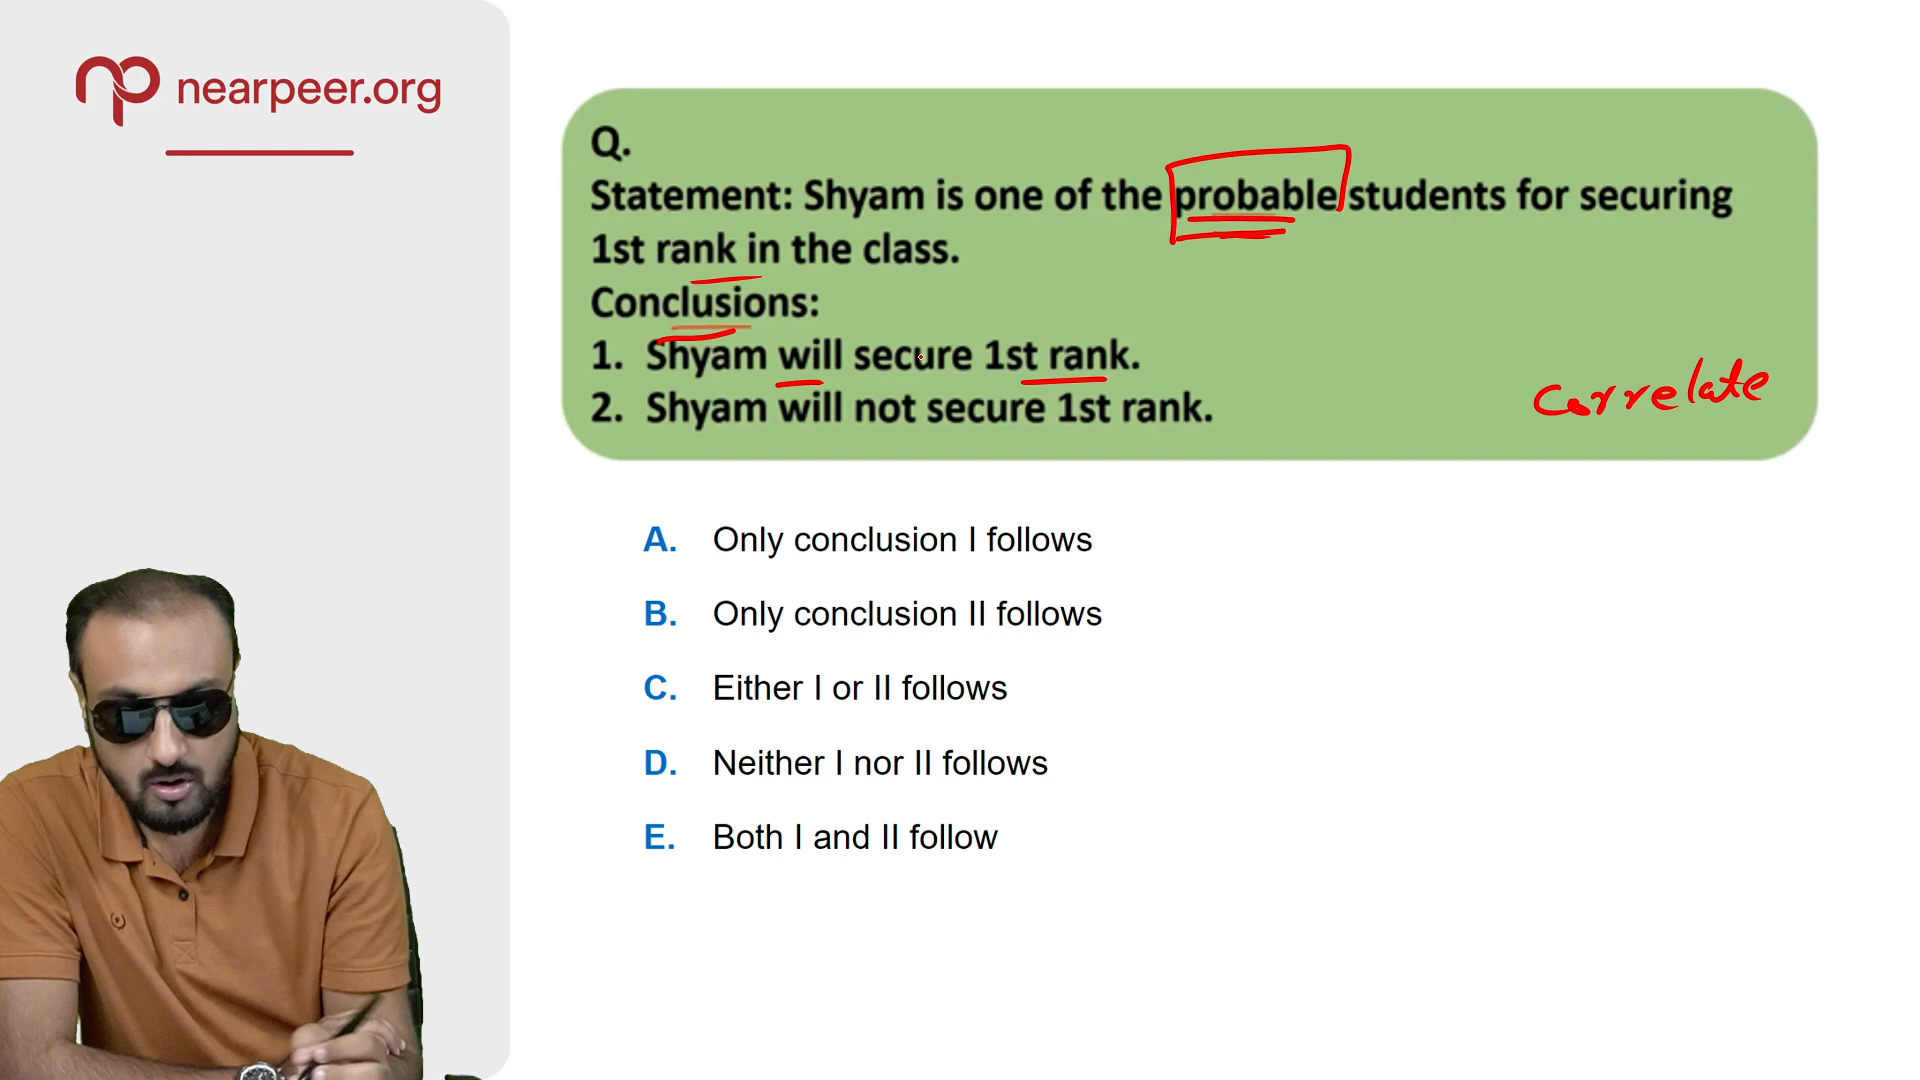 nearpeer.org
Q.
Statement: Shyam is one of the probable students for securing
1st rank in the class.
Conclusions:
1. Shyam will secure 1st rank.
2. Shyam will not secure 1st rank.
Correlate
A. Only conclusion I follows
B. Only conclusion II follows
C. Either I or II follows
D. Neither I nor II follows
E. Both I and II follow